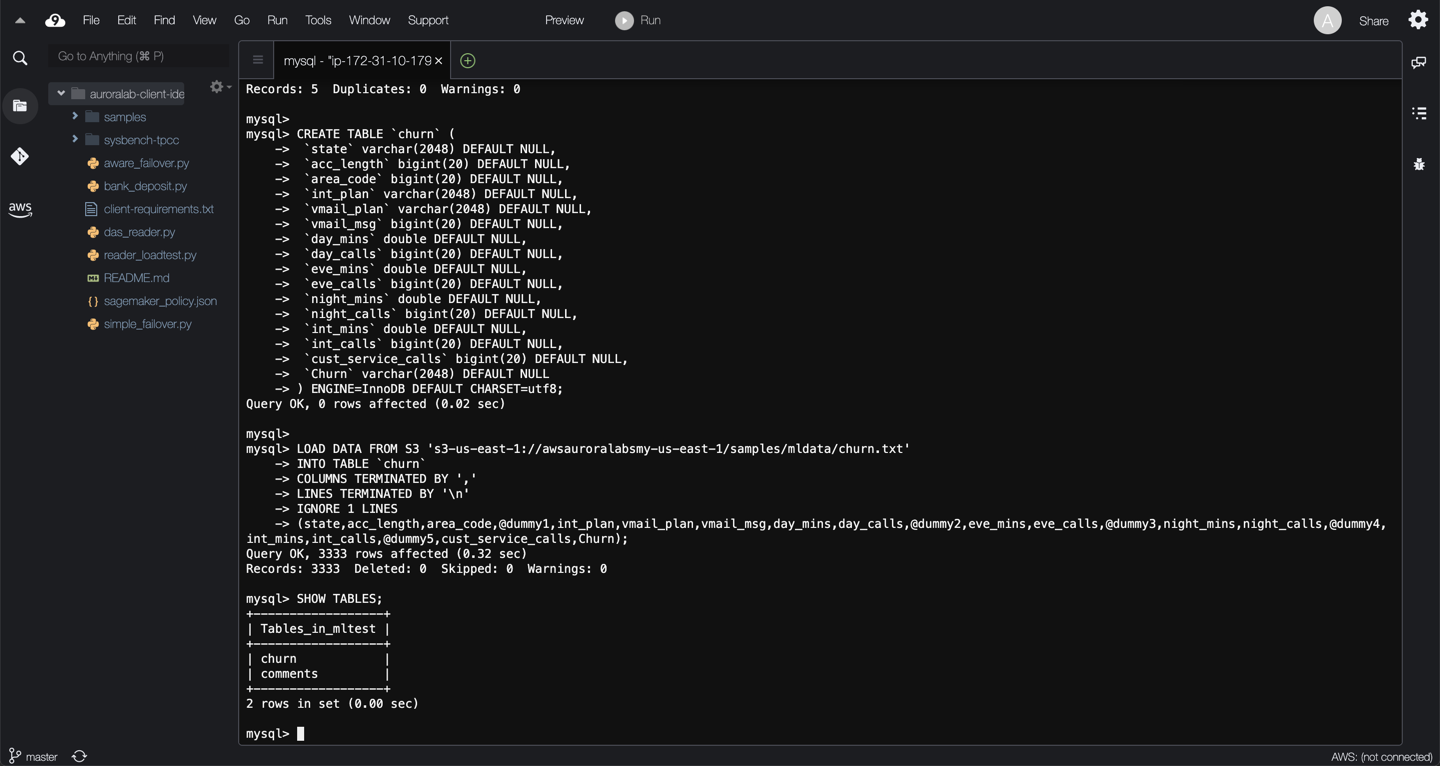 9 File Edit Find View Go Run Tools Window Support Preview Run A Share
Go to Anything (⌘ P)
mysql - "ip-172-31-10-179 ×
auroralab-client-ide
samples
sysbench-tpcc
aware_failover.py
bank_deposit.py
client-requirements.txt
das_reader.py
reader_loadtest.py
README.md
sagemaker_policy.json
simple_failover.py
aws
Records: 5  Duplicates: 0  Warnings: 0
mysql>
mysql> CREATE TABLE `churn` (
    ->  `state` varchar(2048) DEFAULT NULL,
    ->  `acc_length` bigint(20) DEFAULT NULL,
    ->  `area_code` bigint(20) DEFAULT NULL,
    ->  `int_plan` varchar(2048) DEFAULT NULL,
    ->  `vmail_plan` varchar(2048) DEFAULT NULL,
    ->  `vmail_msg` bigint(20) DEFAULT NULL,
    ->  `day_mins` double DEFAULT NULL,
    ->  `day_calls` bigint(20) DEFAULT NULL,
    ->  `eve_mins` double DEFAULT NULL,
    ->  `eve_calls` bigint(20) DEFAULT NULL,
    ->  `night_mins` double DEFAULT NULL,
    ->  `night_calls` bigint(20) DEFAULT NULL,
    ->  `int_mins` double DEFAULT NULL,
    ->  `int_calls` bigint(20) DEFAULT NULL,
    ->  `cust_service_calls` bigint(20) DEFAULT NULL,
    ->  `Churn` varchar(2048) DEFAULT NULL
    -> ) ENGINE=InnoDB DEFAULT CHARSET=utf8;
Query OK, 0 rows affected (0.02 sec)
mysql>
mysql> LOAD DATA FROM S3 's3-us-east-1://awsauroralabsmy-us-east-1/samples/mldata/churn.txt'
    -> INTO TABLE `churn`
    -> COLUMNS TERMINATED BY ','
    -> LINES TERMINATED BY '\n'
    -> IGNORE 1 LINES
    -> (state,acc_length,area_code,@dummy1,int_plan,vmail_plan,vmail_msg,day_mins,day_calls,@dummy2,eve_mins,eve_calls,@dummy3,night_mins,night_calls,@dummy4,
int_mins,int_calls,@dummy5,cust_service_calls,Churn);
Query OK, 3333 rows affected (0.32 sec)
Records: 3333  Deleted: 0  Skipped: 0  Warnings: 0
mysql> SHOW TABLES;
+------------------+
| Tables_in_mltest |
+------------------+
| churn            |
| comments         |
+------------------+
2 rows in set (0.00 sec)
mysql>
master
AWS: (not connected)